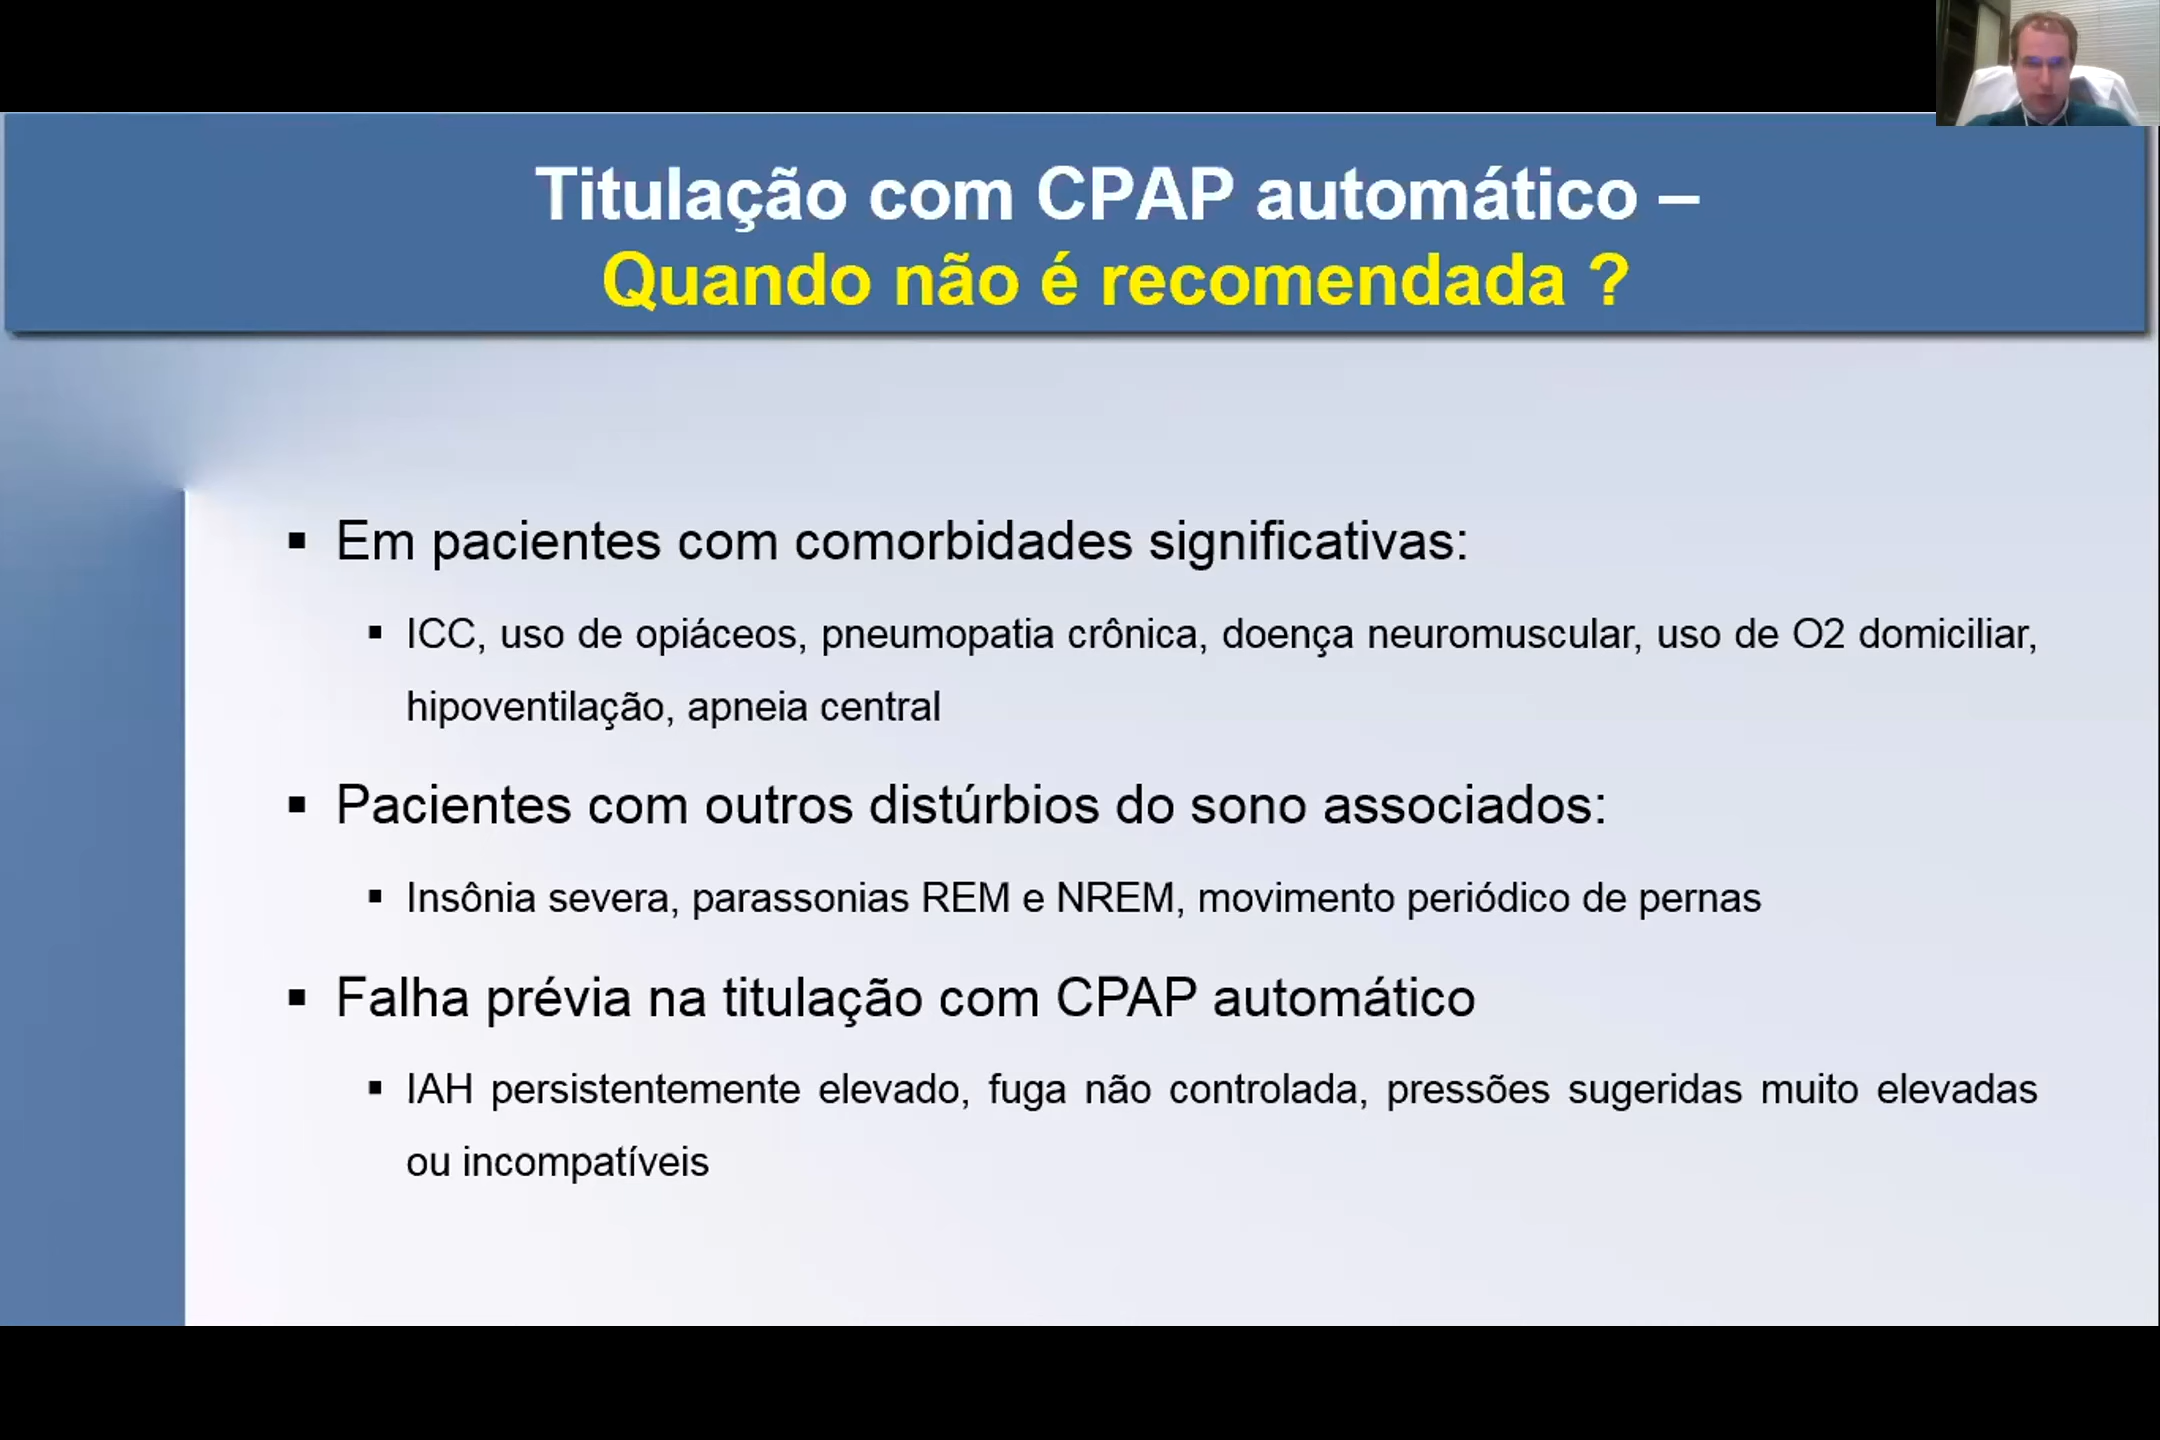 Titulação com CPAP automático –
Quando não é recomendada ?
▪ Em pacientes com comorbidades significativas:
▪ ICC, uso de opiáceos, pneumopatia crônica, doença neuromuscular, uso de O2 domiciliar,
hipoventilação, apneia central
▪ Pacientes com outros distúrbios do sono associados:
▪ Insônia severa, parassonias REM e NREM, movimento periódico de pernas
▪ Falha prévia na titulação com CPAP automático
▪ IAH persistentemente elevado, fuga não controlada, pressões sugeridas muito elevadas
ou incompatíveis